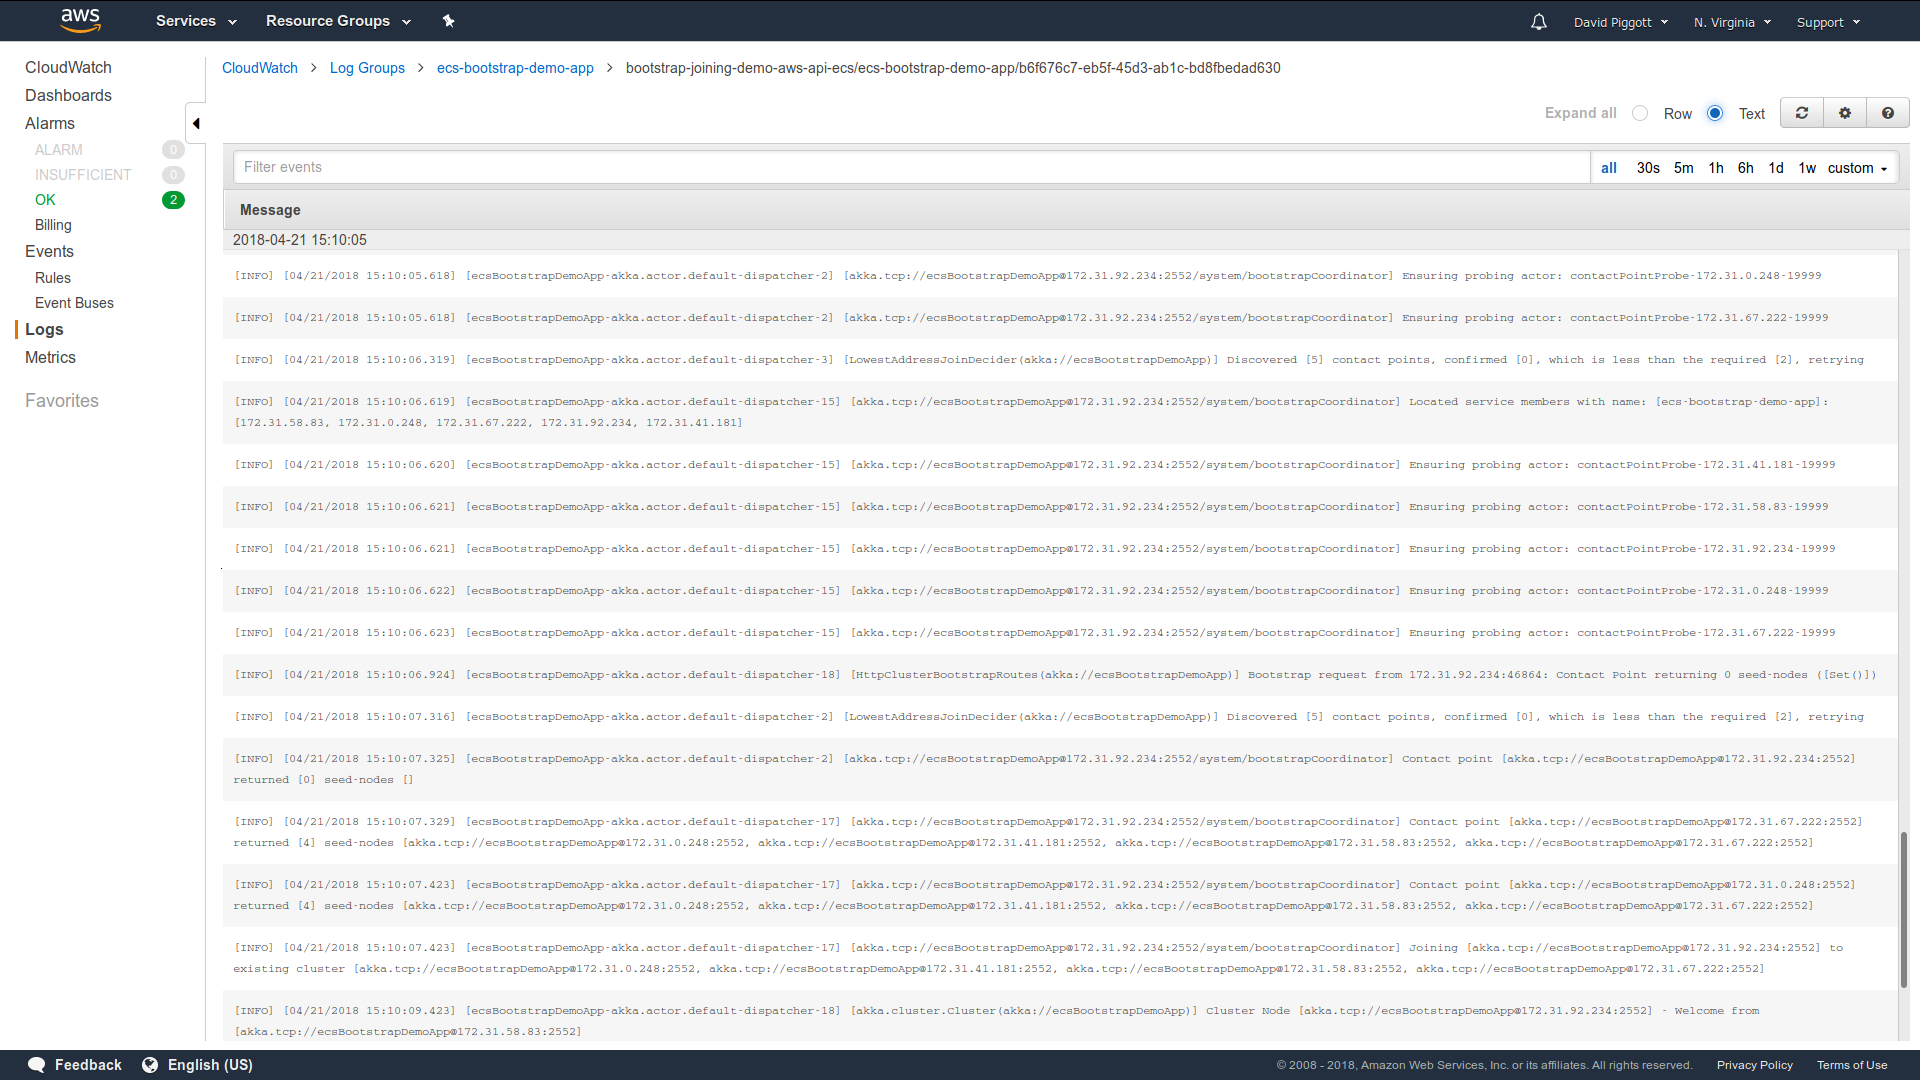 aws Services Resource Groups David Piggott N. Virginia Support
CloudWatch
Dashboards
Alarms
ALARM 0
INSUFFICIENT 0
OK 2
Billing
Events
Rules
Event Buses
Logs
Metrics
Favorites
CloudWatch > Log Groups > ecs-bootstrap-demo-app > bootstrap-joining-demo-aws-api-ecs/ecs-bootstrap-demo-app/b6f676c7-eb5f-45d3-ab1c-bd8fbedad630
Expand all Row Text
Filter events all 30s 5m 1h 6h 1d 1w custom
Message
2018-04-21 15:10:05
[INFO] [04/21/2018 15:10:05.618] [ecsBootstrapDemoApp-akka.actor.default-dispatcher-2] [akka.tcp://ecsBootstrapDemoApp@172.31.92.234:2552/system/bootstrapCoordinator] Ensuring probing actor: contactPointProbe-172.31.0.248-19999
[INFO] [04/21/2018 15:10:05.618] [ecsBootstrapDemoApp-akka.actor.default-dispatcher-2] [akka.tcp://ecsBootstrapDemoApp@172.31.92.234:2552/system/bootstrapCoordinator] Ensuring probing actor: contactPointProbe-172.31.67.222-19999
[INFO] [04/21/2018 15:10:06.319] [ecsBootstrapDemoApp-akka.actor.default-dispatcher-3] [LowestAddressJoinDecider(akka://ecsBootstrapDemoApp)] Discovered [5] contact points, confirmed [0], which is less than the required [2], retrying
[INFO] [04/21/2018 15:10:06.619] [ecsBootstrapDemoApp-akka.actor.default-dispatcher-15] [akka.tcp://ecsBootstrapDemoApp@172.31.92.234:2552/system/bootstrapCoordinator] Located service members with name: [ecs-bootstrap-demo-app]:
[172.31.58.83, 172.31.0.248, 172.31.67.222, 172.31.92.234, 172.31.41.181]
[INFO] [04/21/2018 15:10:06.620] [ecsBootstrapDemoApp-akka.actor.default-dispatcher-15] [akka.tcp://ecsBootstrapDemoApp@172.31.92.234:2552/system/bootstrapCoordinator] Ensuring probing actor: contactPointProbe-172.31.41.181-19999
[INFO] [04/21/2018 15:10:06.621] [ecsBootstrapDemoApp-akka.actor.default-dispatcher-15] [akka.tcp://ecsBootstrapDemoApp@172.31.92.234:2552/system/bootstrapCoordinator] Ensuring probing actor: contactPointProbe-172.31.58.83-19999
[INFO] [04/21/2018 15:10:06.621] [ecsBootstrapDemoApp-akka.actor.default-dispatcher-15] [akka.tcp://ecsBootstrapDemoApp@172.31.92.234:2552/system/bootstrapCoordinator] Ensuring probing actor: contactPointProbe-172.31.92.234-19999
[INFO] [04/21/2018 15:10:06.622] [ecsBootstrapDemoApp-akka.actor.default-dispatcher-15] [akka.tcp://ecsBootstrapDemoApp@172.31.92.234:2552/system/bootstrapCoordinator] Ensuring probing actor: contactPointProbe-172.31.0.248-19999
[INFO] [04/21/2018 15:10:06.623] [ecsBootstrapDemoApp-akka.actor.default-dispatcher-15] [akka.tcp://ecsBootstrapDemoApp@172.31.92.234:2552/system/bootstrapCoordinator] Ensuring probing actor: contactPointProbe-172.31.67.222-19999
[INFO] [04/21/2018 15:10:06.924] [ecsBootstrapDemoApp-akka.actor.default-dispatcher-18] [HttpClusterBootstrapRoutes(akka://ecsBootstrapDemoApp)] Bootstrap request from 172.31.92.234:46864: Contact Point returning 0 seed-nodes ([Set()])
[INFO] [04/21/2018 15:10:07.316] [ecsBootstrapDemoApp-akka.actor.default-dispatcher-2] [LowestAddressJoinDecider(akka://ecsBootstrapDemoApp)] Discovered [5] contact points, confirmed [0], which is less than the required [2], retrying
[INFO] [04/21/2018 15:10:07.325] [ecsBootstrapDemoApp-akka.actor.default-dispatcher-2] [akka.tcp://ecsBootstrapDemoApp@172.31.92.234:2552/system/bootstrapCoordinator] Contact point [akka.tcp://ecsBootstrapDemoApp@172.31.92.234:2552]
returned [0] seed-nodes []
[INFO] [04/21/2018 15:10:07.329] [ecsBootstrapDemoApp-akka.actor.default-dispatcher-17] [akka.tcp://ecsBootstrapDemoApp@172.31.92.234:2552/system/bootstrapCoordinator] Contact point [akka.tcp://ecsBootstrapDemoApp@172.31.67.222:2552]
returned [4] seed-nodes [akka.tcp://ecsBootstrapDemoApp@172.31.0.248:2552, akka.tcp://ecsBootstrapDemoApp@172.31.41.181:2552, akka.tcp://ecsBootstrapDemoApp@172.31.58.83:2552, akka.tcp://ecsBootstrapDemoApp@172.31.67.222:2552]
[INFO] [04/21/2018 15:10:07.423] [ecsBootstrapDemoApp-akka.actor.default-dispatcher-17] [akka.tcp://ecsBootstrapDemoApp@172.31.92.234:2552/system/bootstrapCoordinator] Contact point [akka.tcp://ecsBootstrapDemoApp@172.31.0.248:2552]
returned [4] seed-nodes [akka.tcp://ecsBootstrapDemoApp@172.31.0.248:2552, akka.tcp://ecsBootstrapDemoApp@172.31.41.181:2552, akka.tcp://ecsBootstrapDemoApp@172.31.58.83:2552, akka.tcp://ecsBootstrapDemoApp@172.31.67.222:2552]
[INFO] [04/21/2018 15:10:07.423] [ecsBootstrapDemoApp-akka.actor.default-dispatcher-17] [akka.tcp://ecsBootstrapDemoApp@172.31.92.234:2552/system/bootstrapCoordinator] Joining [akka.tcp://ecsBootstrapDemoApp@172.31.92.234:2552] to
existing cluster [akka.tcp://ecsBootstrapDemoApp@172.31.0.248:2552, akka.tcp://ecsBootstrapDemoApp@172.31.41.181:2552, akka.tcp://ecsBootstrapDemoApp@172.31.58.83:2552, akka.tcp://ecsBootstrapDemoApp@172.31.67.222:2552]
[INFO] [04/21/2018 15:10:09.423] [ecsBootstrapDemoApp-akka.actor.default-dispatcher-18] [akka.cluster.Cluster(akka://ecsBootstrapDemoApp)] Cluster Node [akka.tcp://ecsBootstrapDemoApp@172.31.92.234:2552] - Welcome from
[akka.tcp://ecsBootstrapDemoApp@172.31.58.83:2552]
Feedback English (US) © 2008 - 2018, Amazon Web Services, Inc. or its affiliates. All rights reserved. Privacy Policy Terms of Use